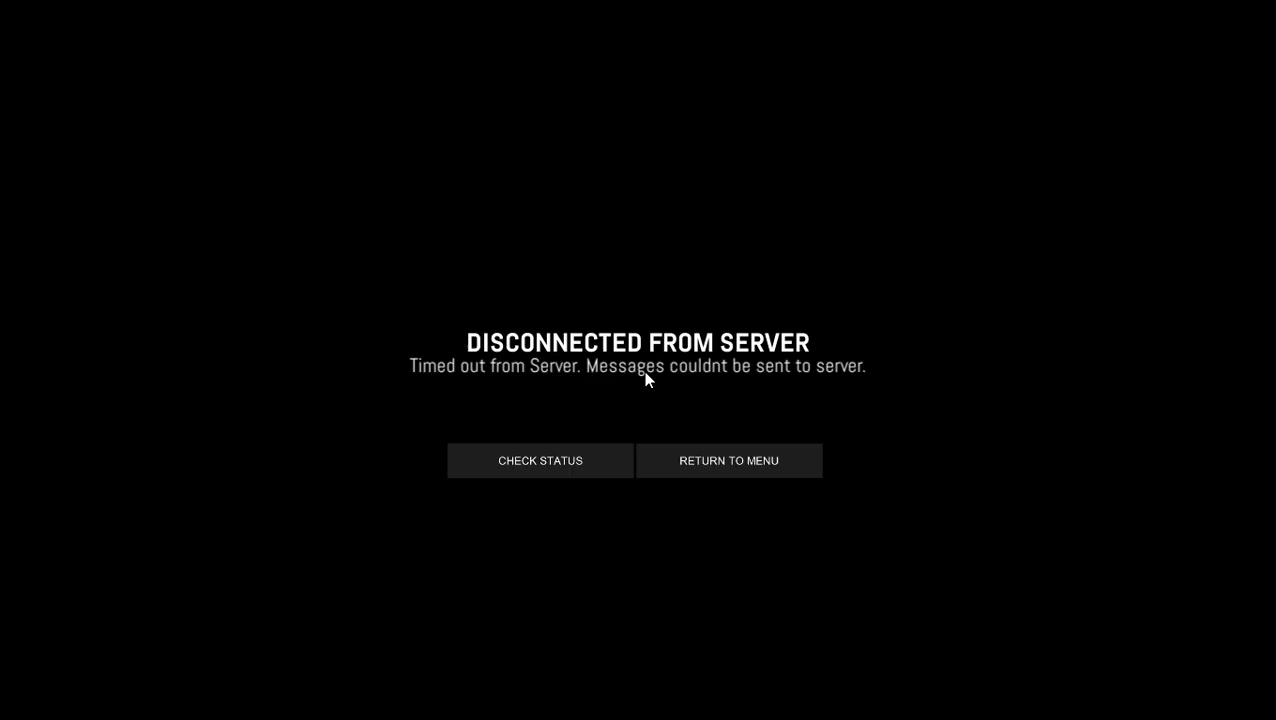 DISCONNECTED FROM SERVER
Timed out from Server. Messages couldnt be sent to server.
CHECK STATUS
RETURN TO MENU